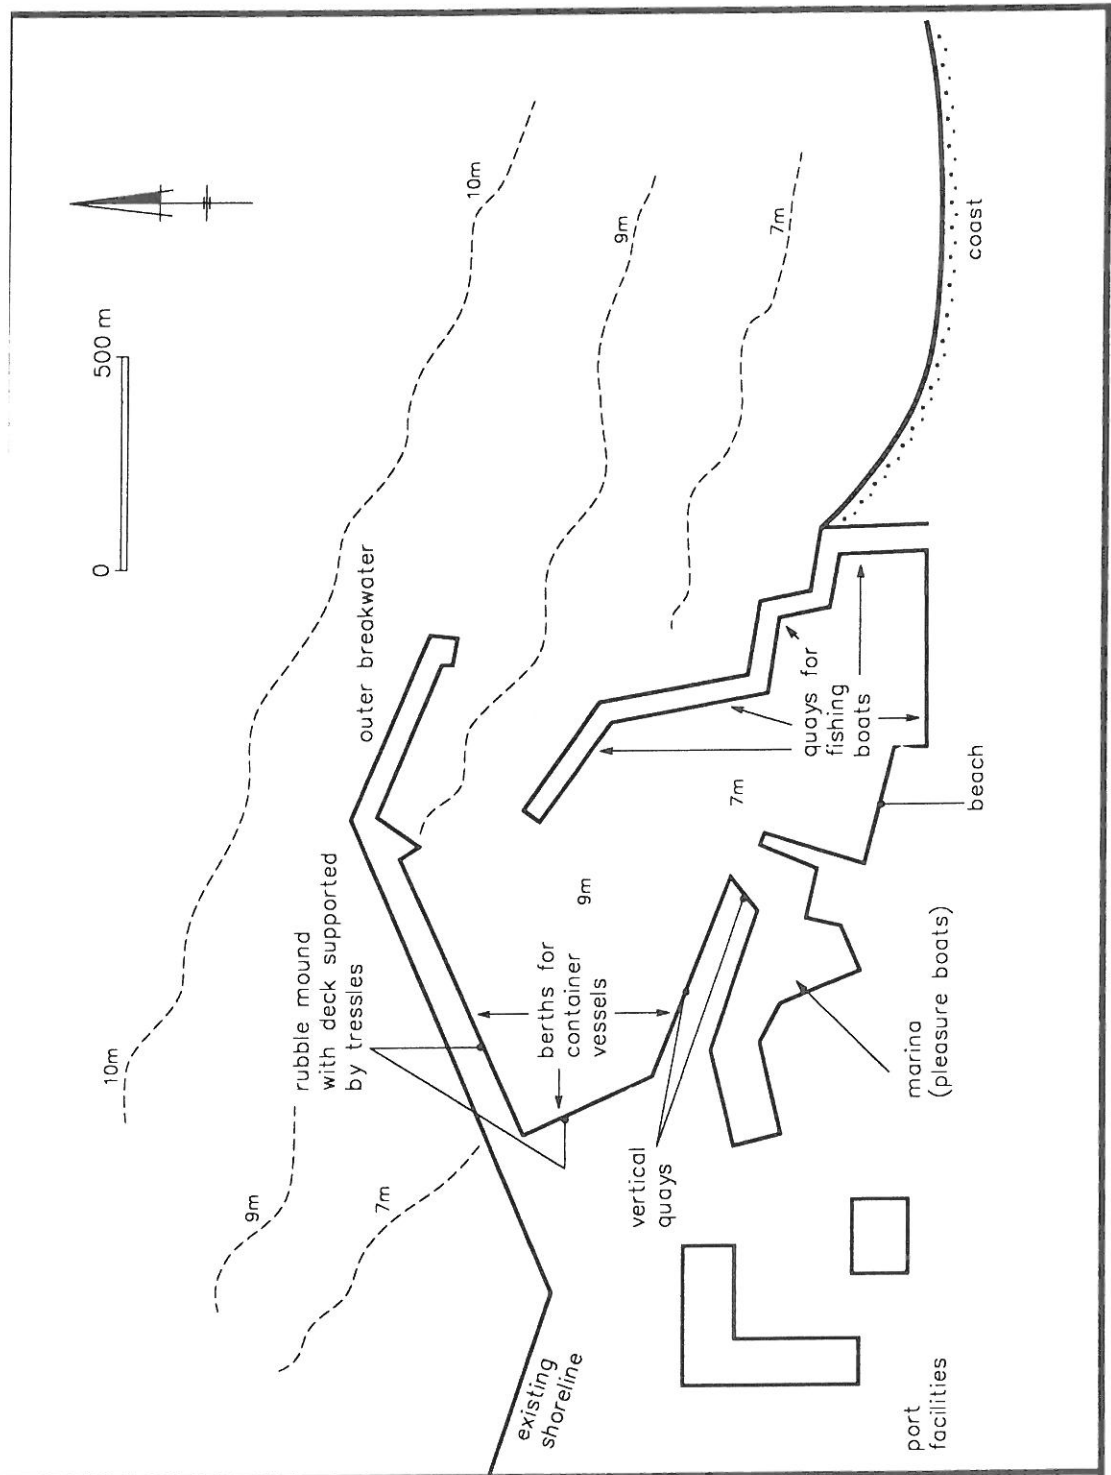 0
500 m
10m
10m
9m
7m
outer breakwater
rubble mound
with deck supported
by tressles
9m
7m
9m
7m
berths for
container
vessels
quays for
fishing
boats
coast
beach
vertical
quays
marina
(pleasure boats)
existing
shoreline
port
facilities